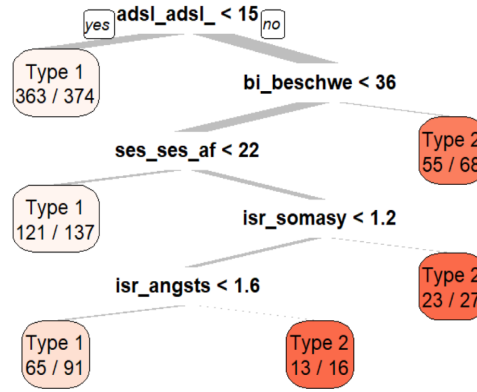 adsl_adsl_ < 15
yes
no
Type 1
363 / 374
bi_beschwe < 36
Type 2
55 / 68
ses_ses_af < 22
Type 1
121 / 137
isr_somasy < 1.2
Type 2
23 / 27
isr_angsts < 1.6
Type 1
65 / 91
Type 2
13 / 16